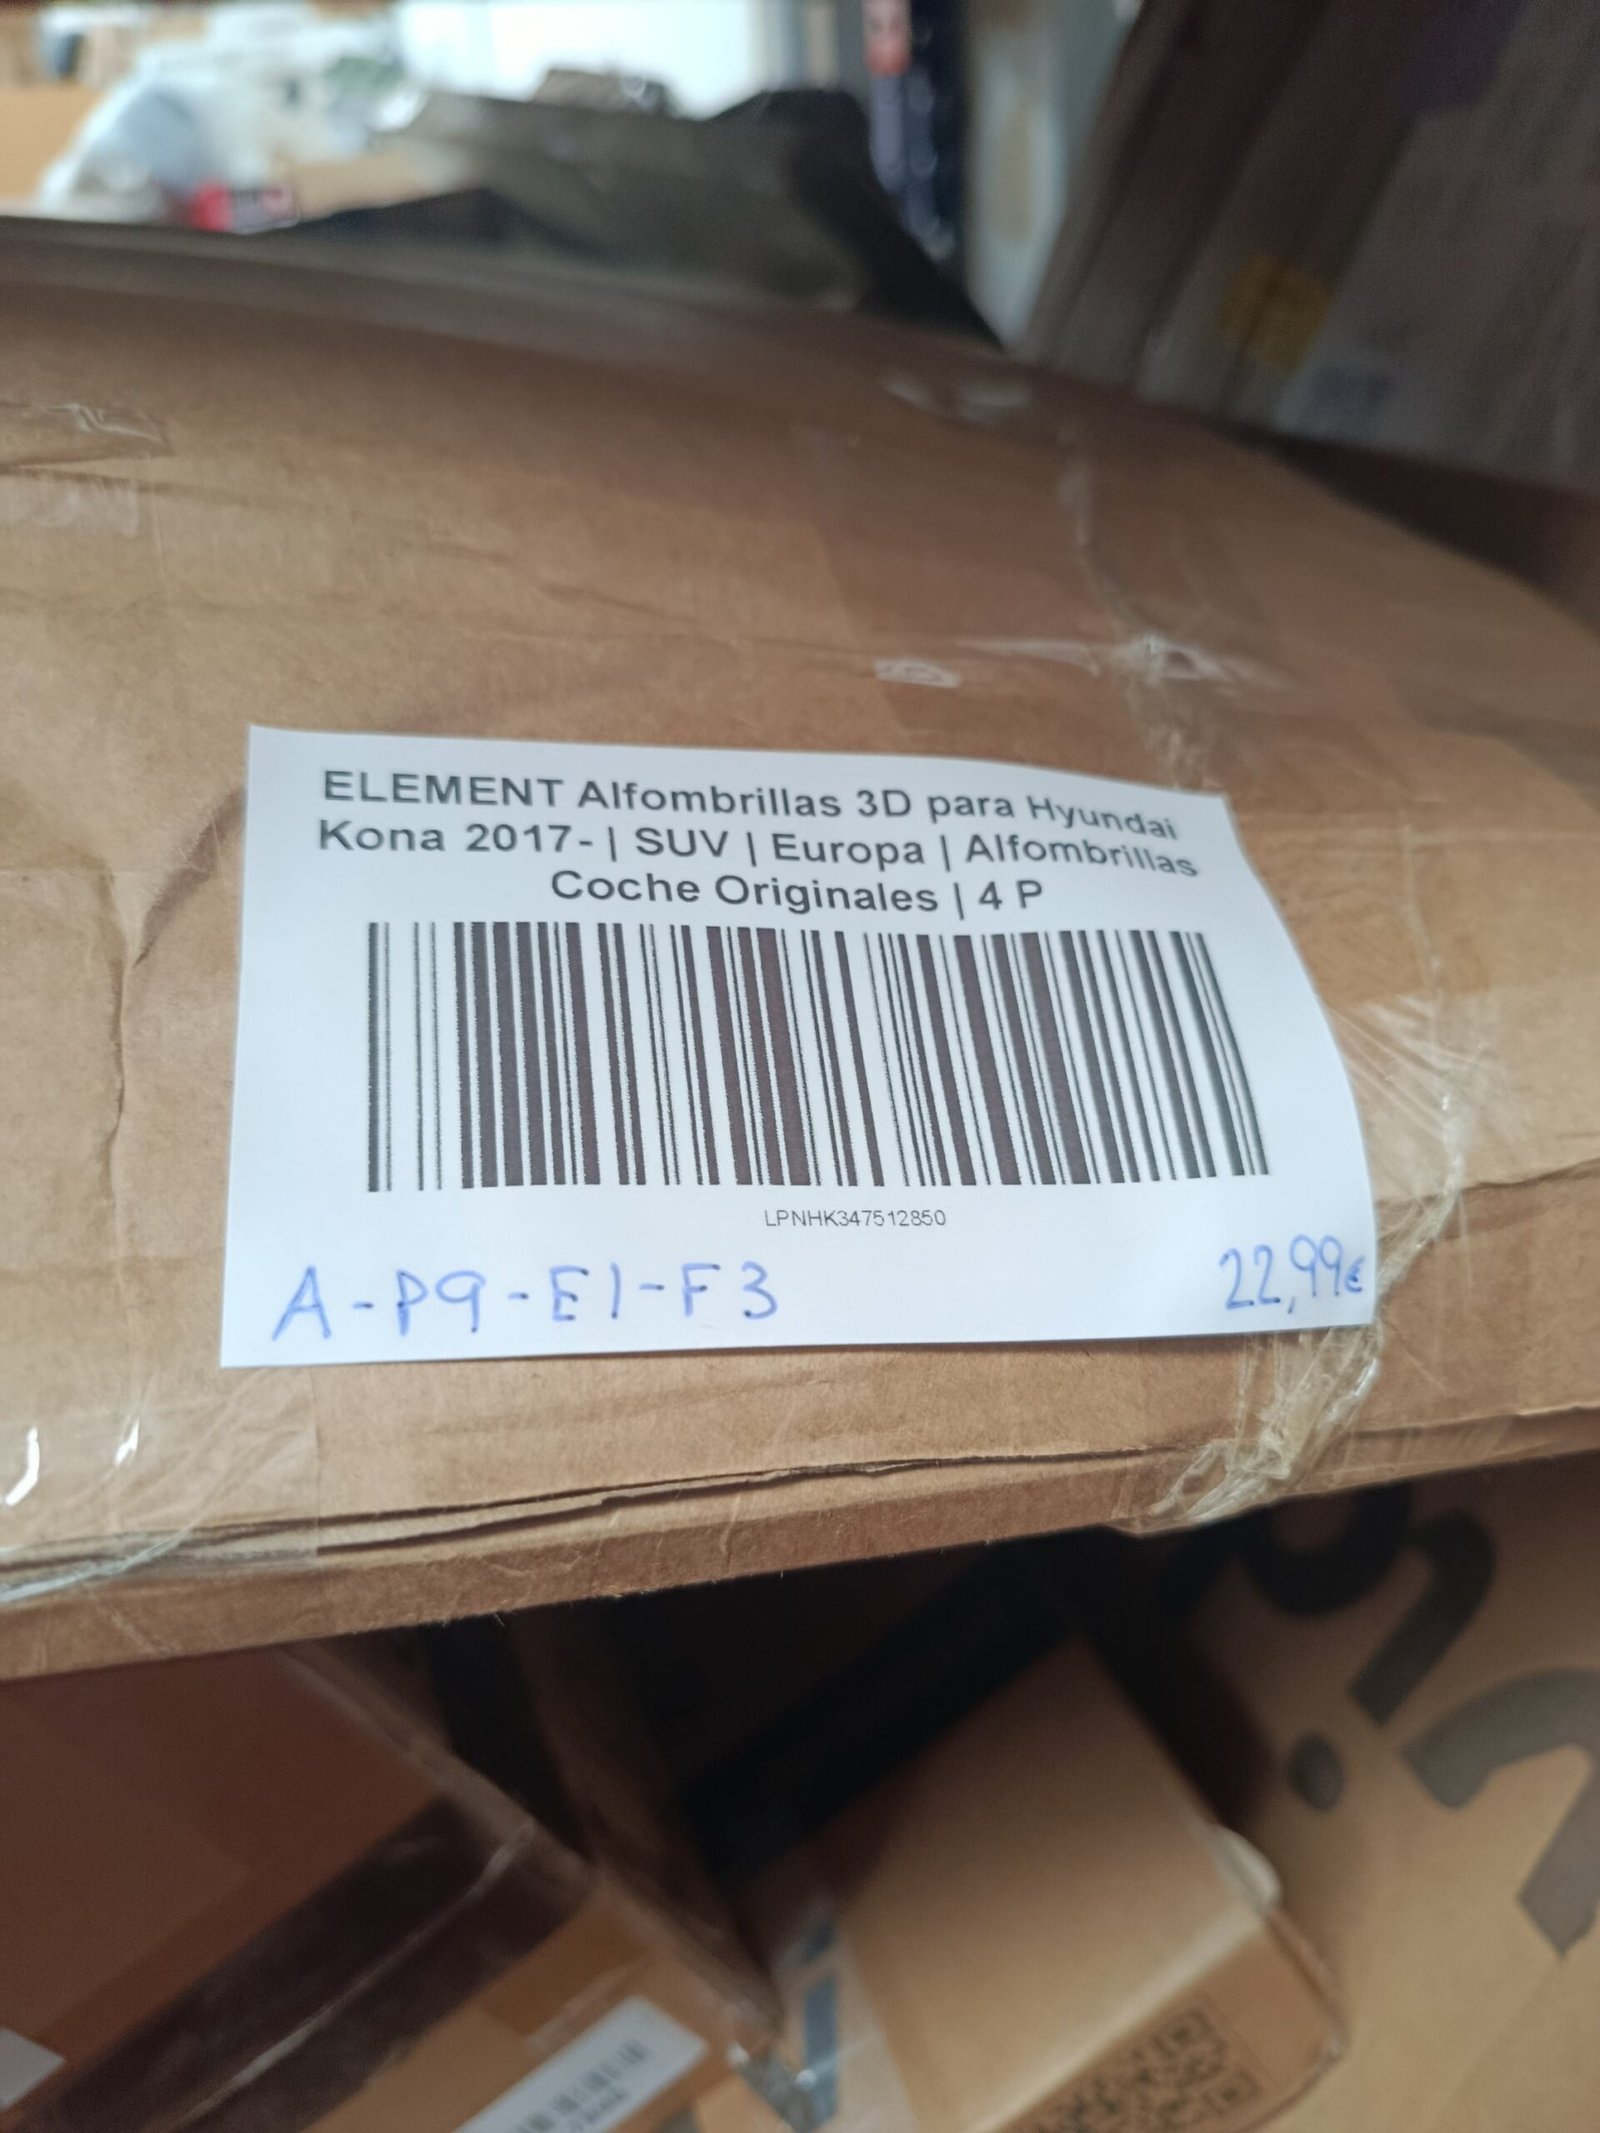 ELEMENT Alfombrillas 3D para Hyundai
Kona 2017- | SUV | Europa | Alfombrillas
Coche Originales | 4 P
LPNHK347512850
A-P9-E1-F3
22,99€